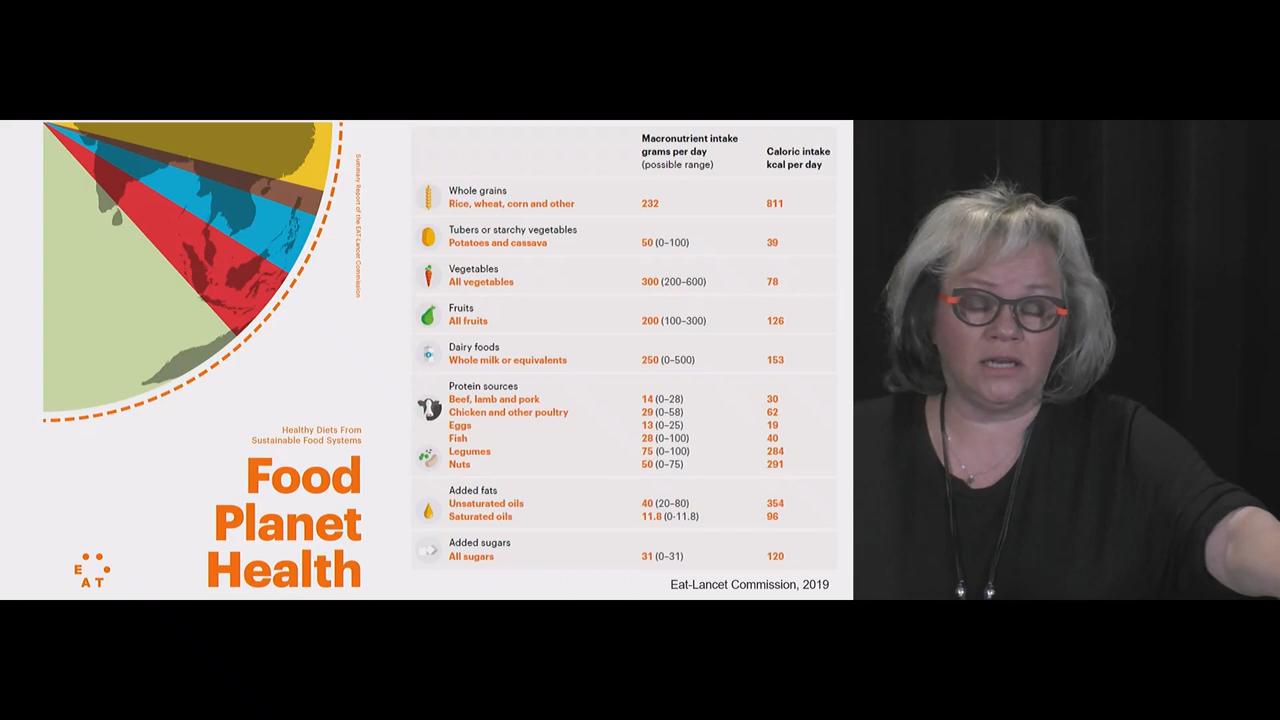 Summary Report of the EAT-Lancet Commission
Healthy Diets From
Sustainable Food Systems
Food
Planet
Health
E
A T
Macronutrient intake
grams per day
(possible range)
Caloric intake
kcal per day
Whole grains
Rice, wheat, corn and other 232 811
Tubers or starchy vegetables
Potatoes and cassava 50 (0–100) 39
Vegetables
All vegetables 300 (200–600) 78
Fruits
All fruits 200 (100–300) 126
Dairy foods
Whole milk or equivalents 250 (0–500) 153
Protein sources
Beef, lamb and pork 14 (0–28) 30
Chicken and other poultry 29 (0–58) 62
Eggs 13 (0–25) 19
Fish 28 (0–100) 40
Legumes 75 (0–100) 284
Nuts 50 (0–75) 291
Added fats
Unsaturated oils 40 (20–80) 354
Saturated oils 11.8 (0-11.8) 96
Added sugars
All sugars 31 (0–31) 120
Eat-Lancet Commission, 2019